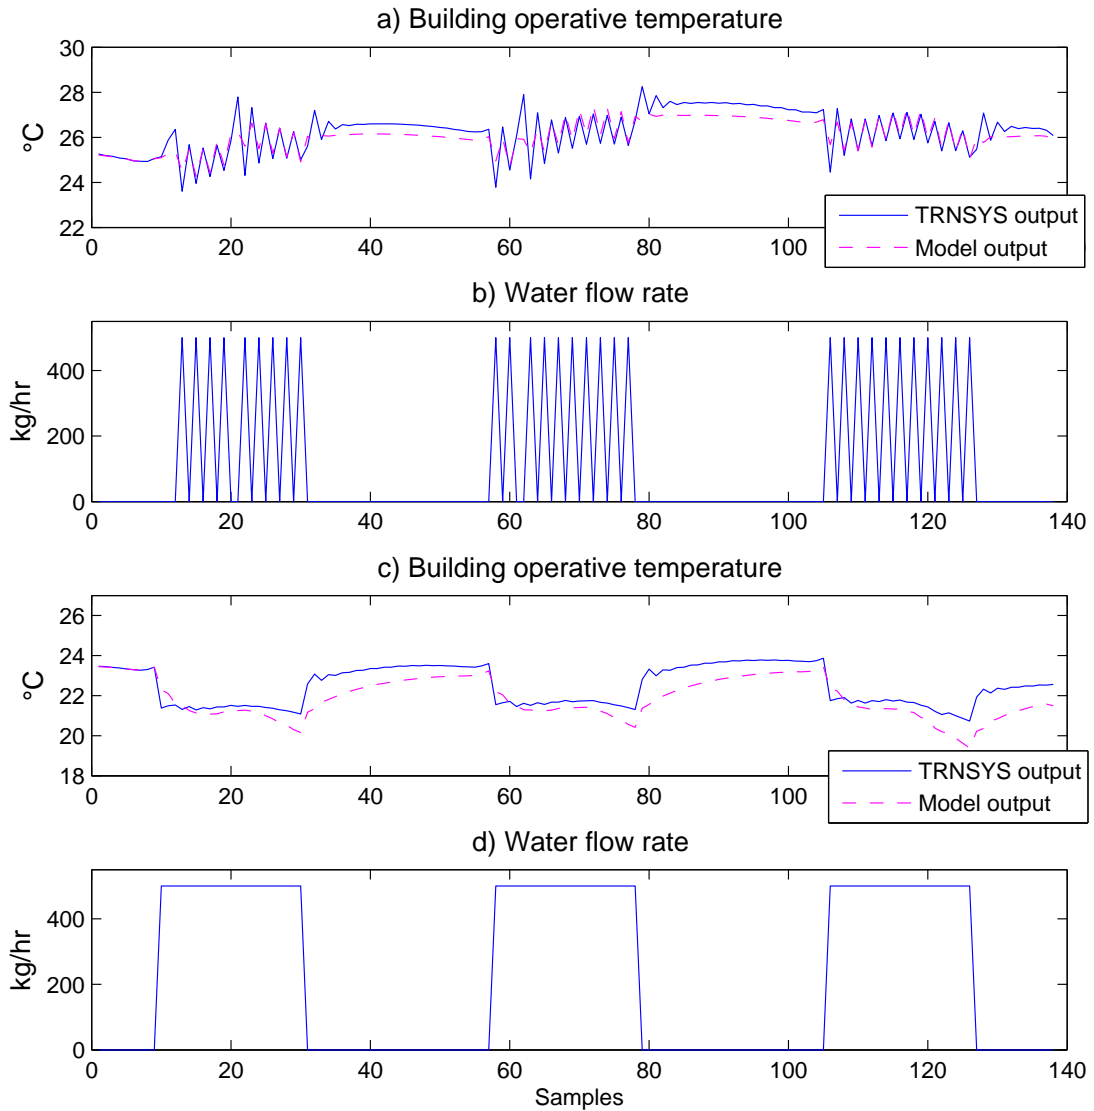 a) Building operative temperature
30
28
26
24
22
°C
0 20 40 60 80 100 140
TRNSYS output
Model output
b) Water flow rate
400
200
0
kg/hr
0 20 40 60 80 100 120 140
c) Building operative temperature
26
24
22
20
18
°C
0 20 40 60 80 100 140
TRNSYS output
Model output
d) Water flow rate
400
200
0
kg/hr
0 20 40 60 80 100 120 140
Samples